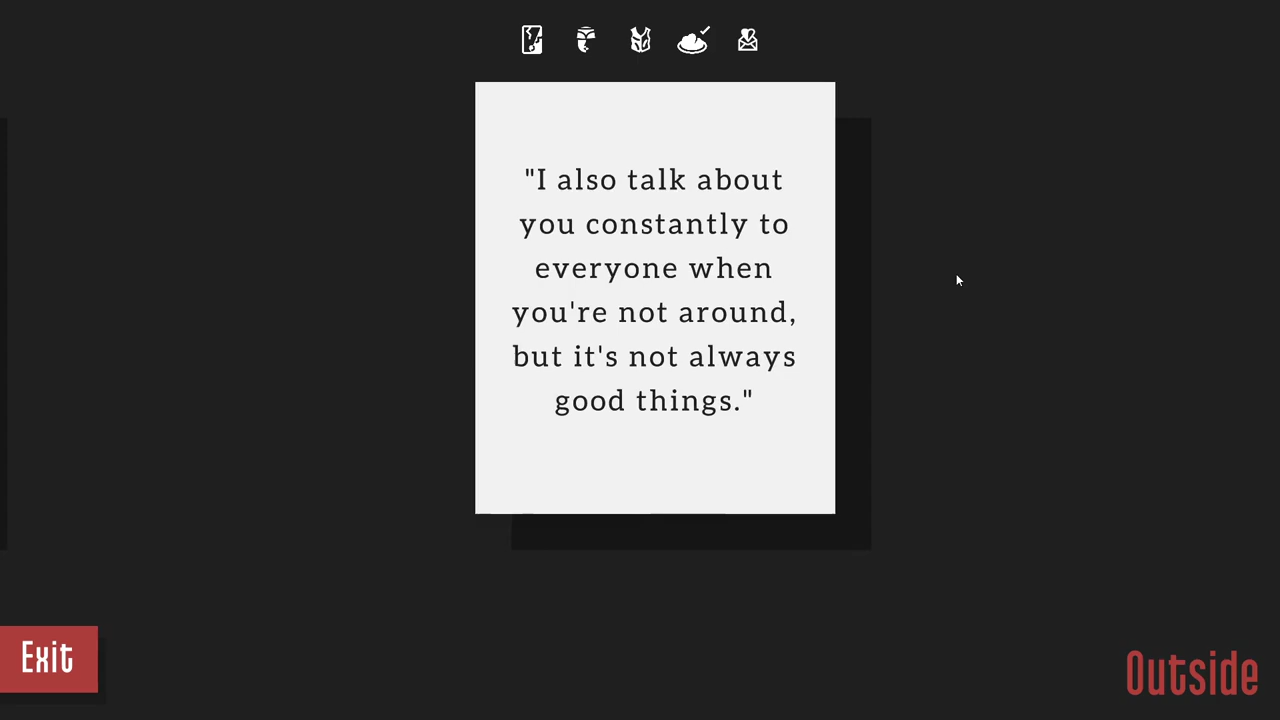 "I also talk about
you constantly to
everyone when
you're not around,
but it's not always
good things."
Exit
Outside